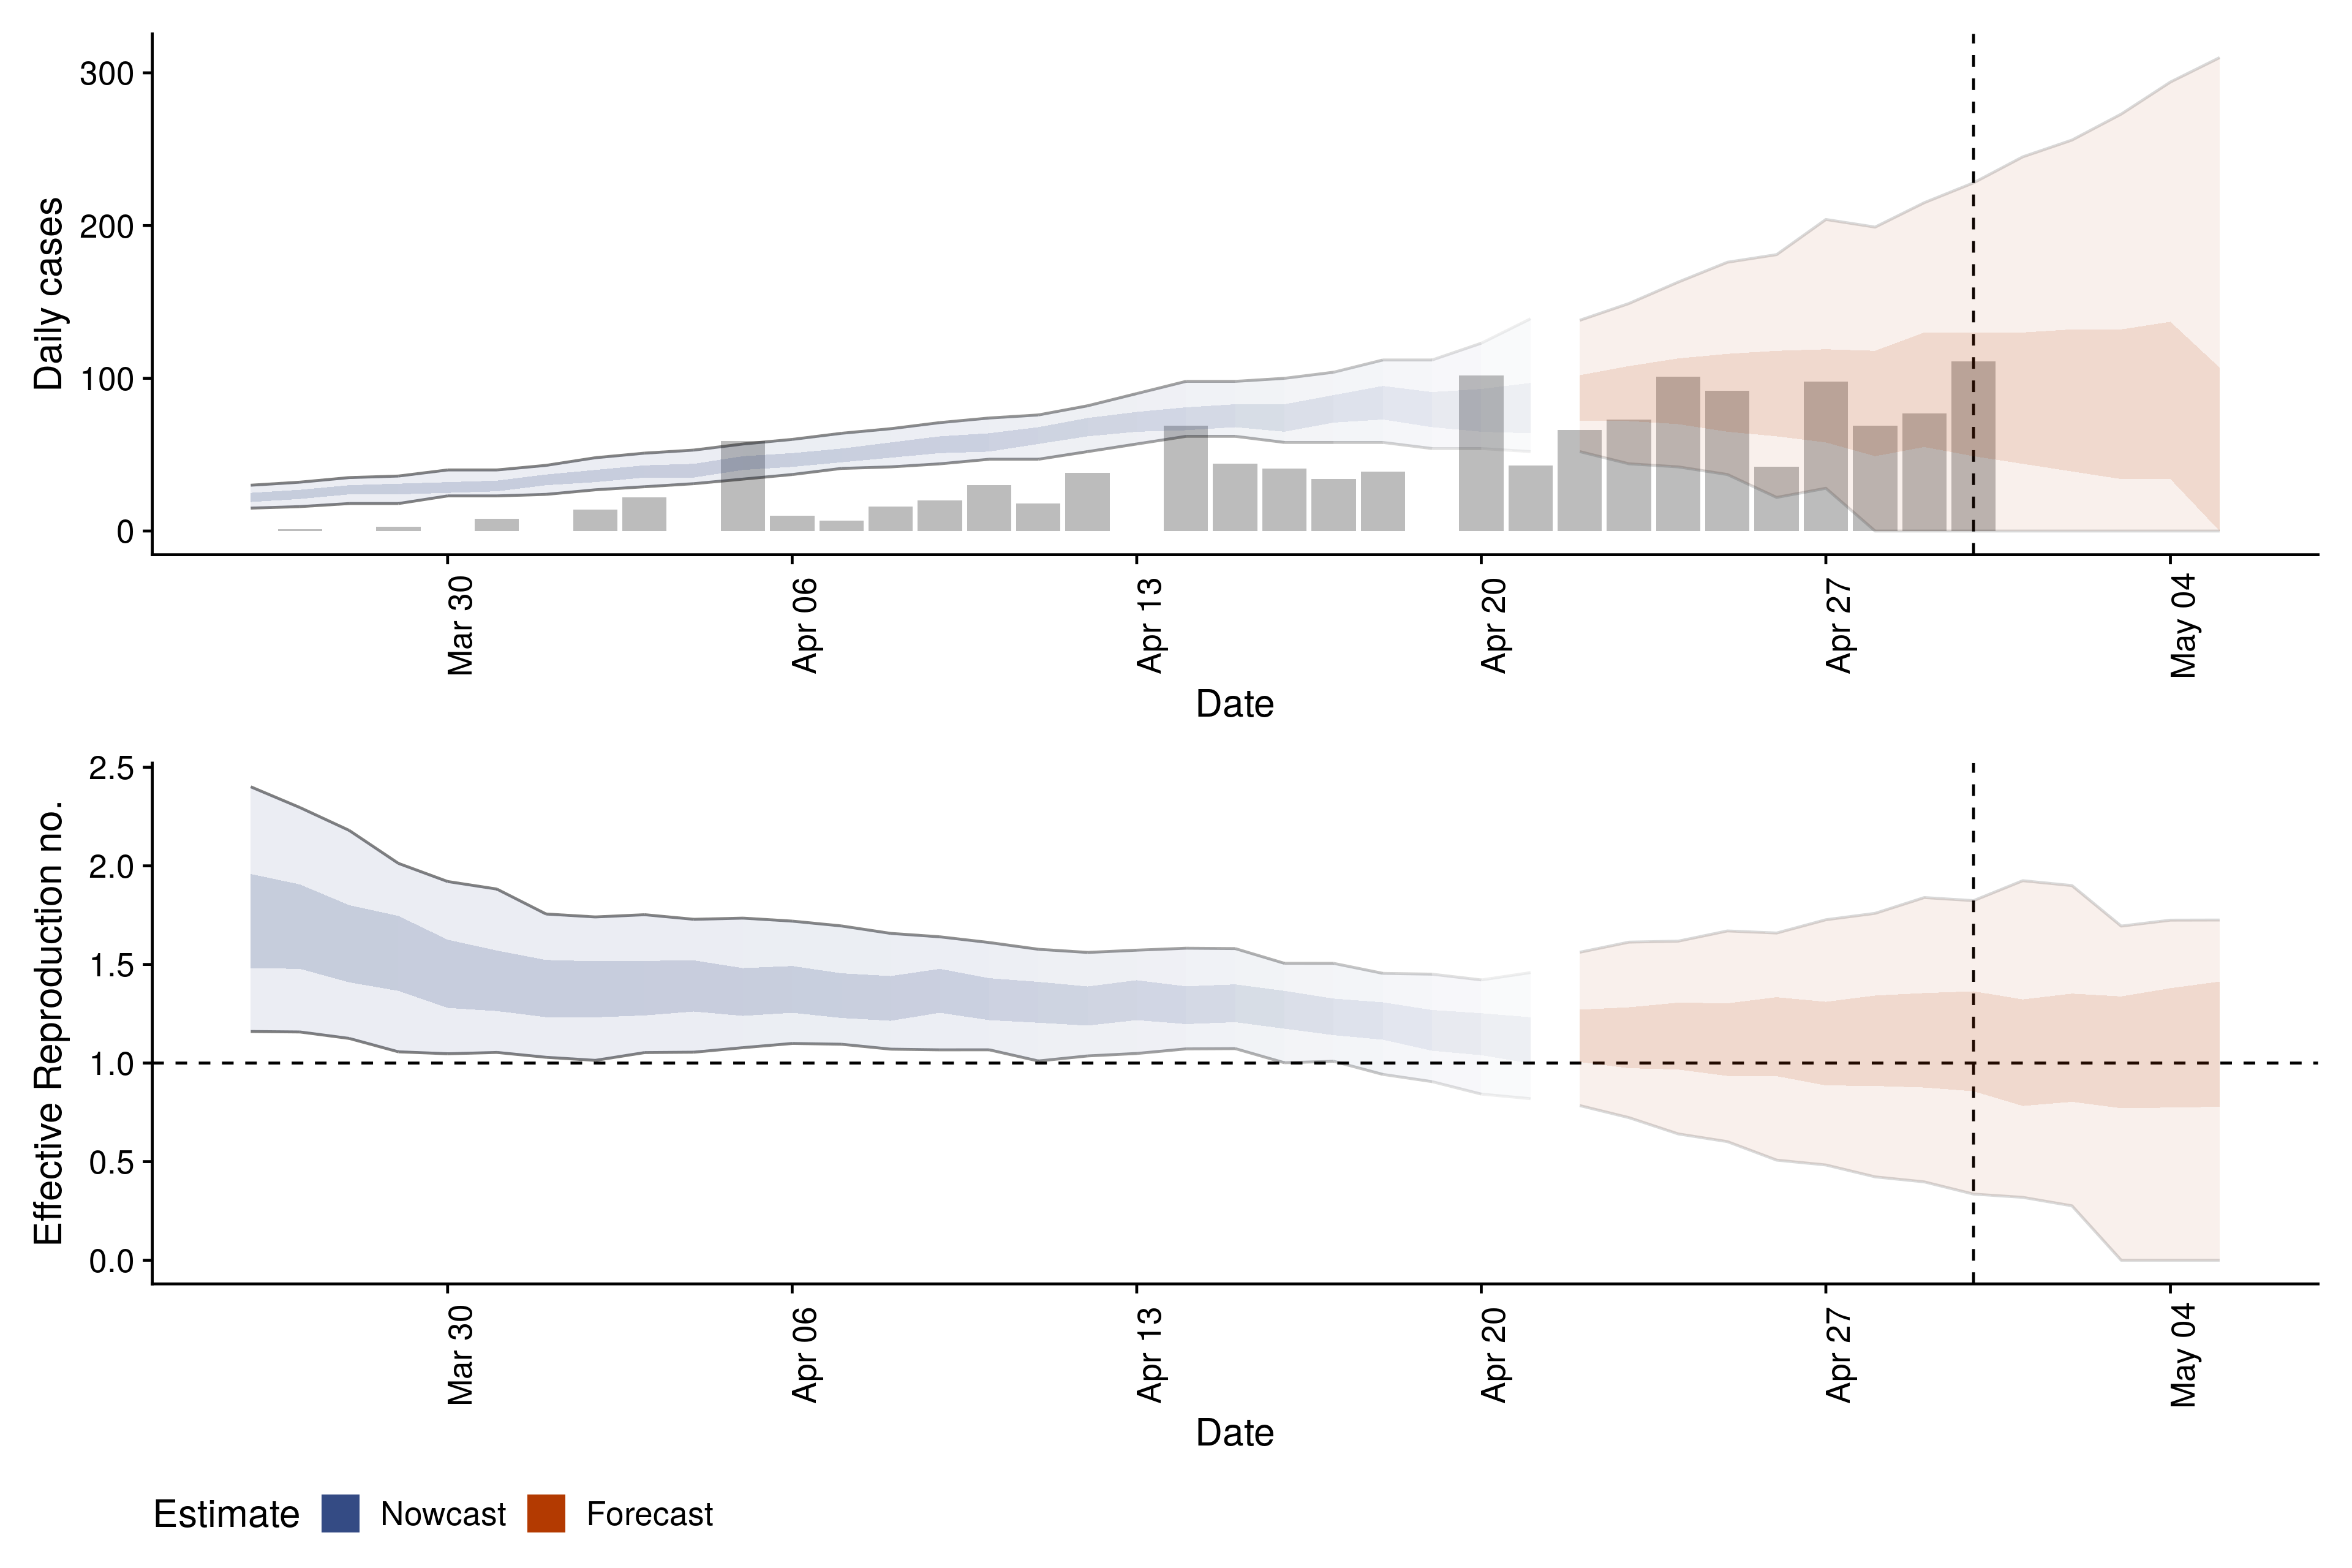 300
200
100
0
Daily cases
Mar 30
Apr 06
Apr 13
Apr 20
Apr 27
May 04
Date
2.5
2.0
1.5
1.0
0.5
0.0
Effective Reproduction no.
Mar 30
Apr 06
Apr 13
Apr 20
Apr 27
May 04
Date
Estimate Nowcast Forecast